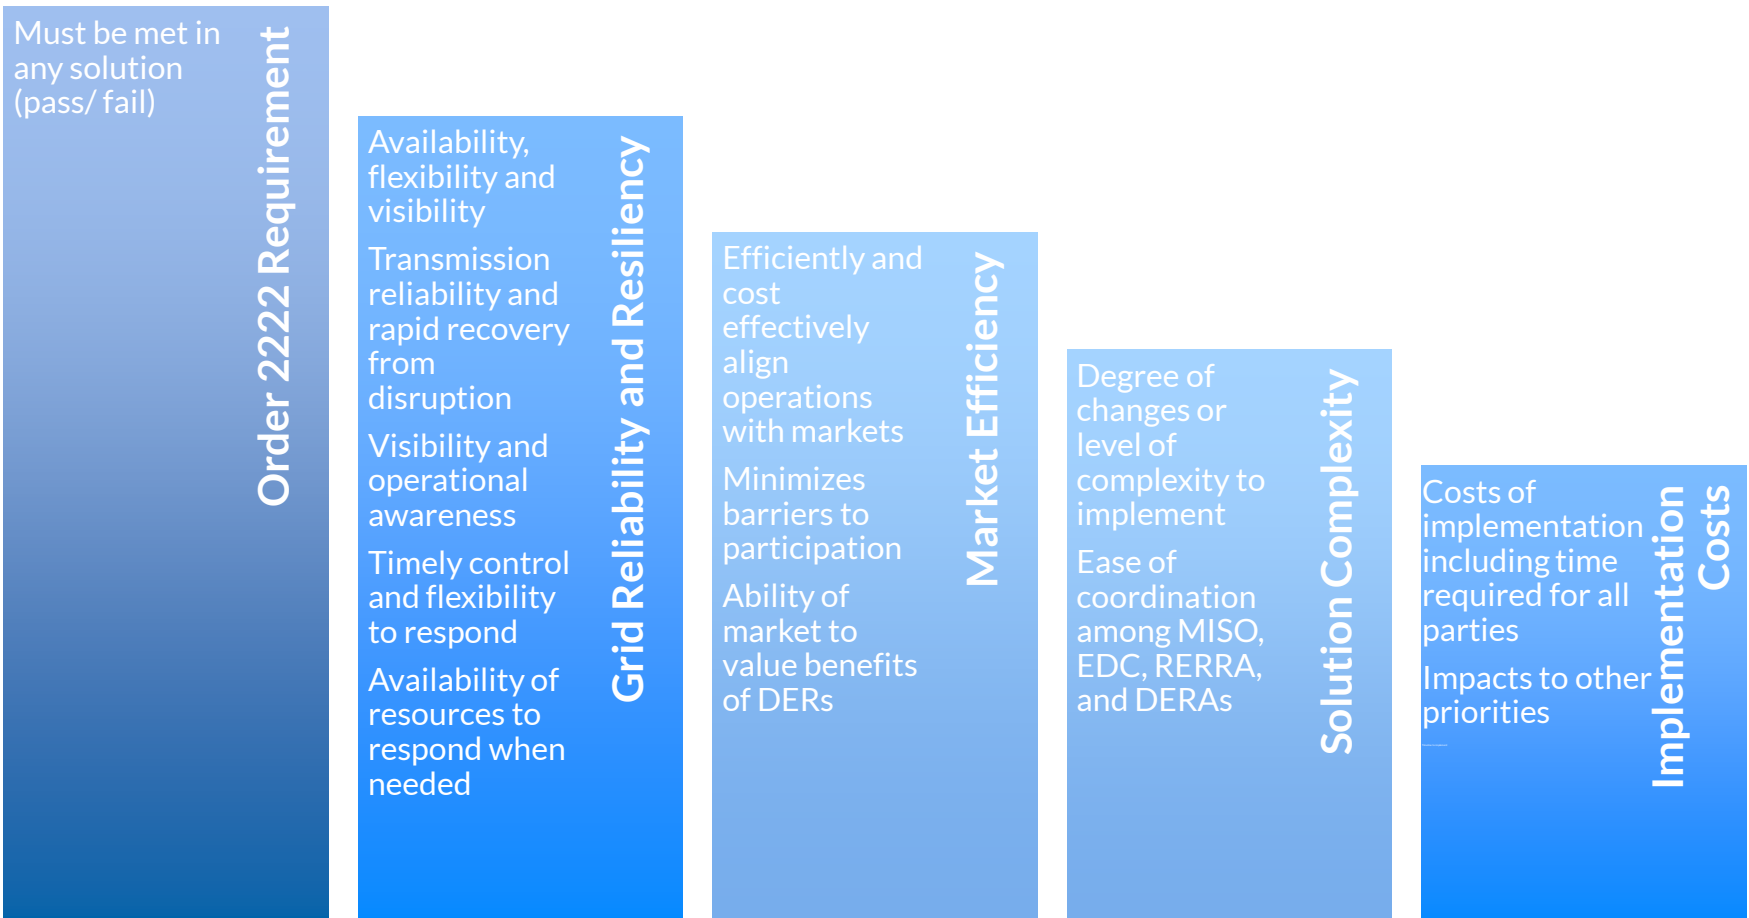 Must be met in
any solution
(pass/ fail)
Order 2222 Requirement
Availability,
flexibility and
visibility
Transmission
reliability and
rapid recovery
from
disruption
Visibility and
operational
awareness
Timely control
and flexibility
to respond
Availability of
resources to
respond when
needed
Grid Reliability and Resiliency
Efficiently and
cost
effectively
align
operations
with markets
Minimizes
barriers to
participation
Ability of
market to
value benefits
of DERs
Market Efficiency
Degree of
changes or
level of
complexity to
implement
Ease of
coordination
among MISO,
EDC, RERRA,
and DERAs
Solution Complexity
Costs of
implementation
including time
required for all
parties
Impacts to other
priorities
Implementation
Costs